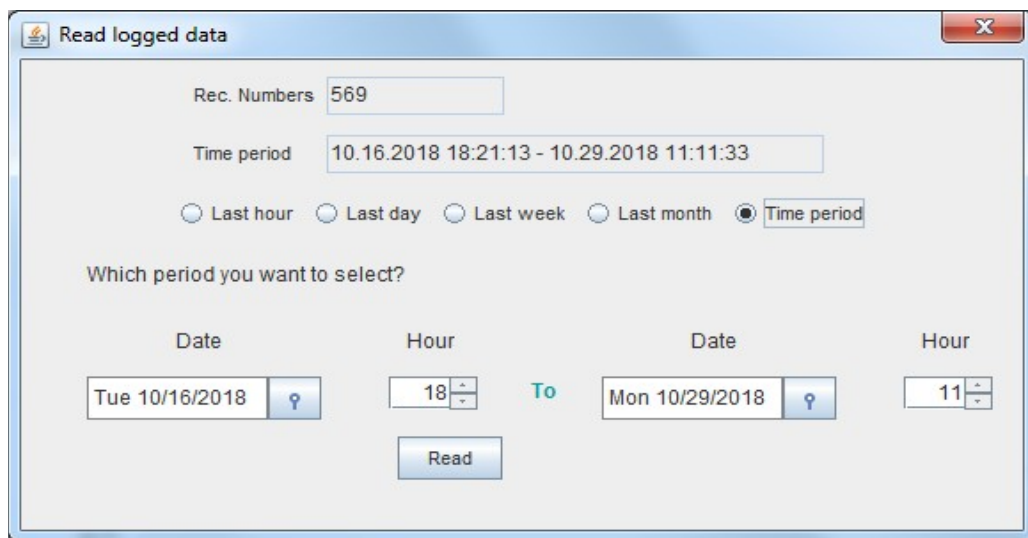 Read logged data
Rec. Numbers 569
Time period 10.16.2018 18:21:13 - 10.29.2018 11:11:33
Last hour Last day Last week Last month Time period
Which period you want to select?
Date Hour Date Hour
Tue 10/16/2018 18 To Mon 10/29/2018 11
Read